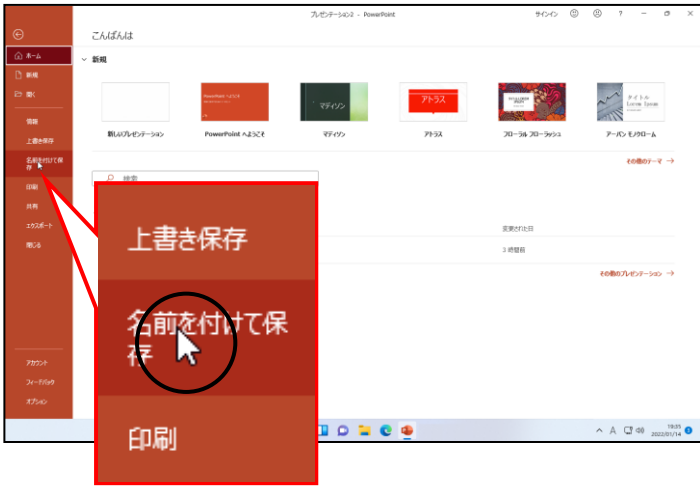 プレゼンテーション2 - PowerPoint
サインイン
?
こんばんは
ホーム
新規
開く
情報
上書き保存
名前を付けて保
存
印刷
共有
エクスポート
閉じる
アカウント
フィードバック
オプション
新規
PowerPoint へようこそ
マディソン
アトラス
タイトル
Lorem Ipsum
新しいプレゼンテーション
PowerPoint へようこそ
マディソン
アトラス
フローラル フローラッシュ
アーバン モノクローム
その他のテーマ →
検索
変更された日
3 時間前
その他のプレゼンテーション →
上書き保存
名前を付けて保
存
印刷
A
19:05
2022/01/14